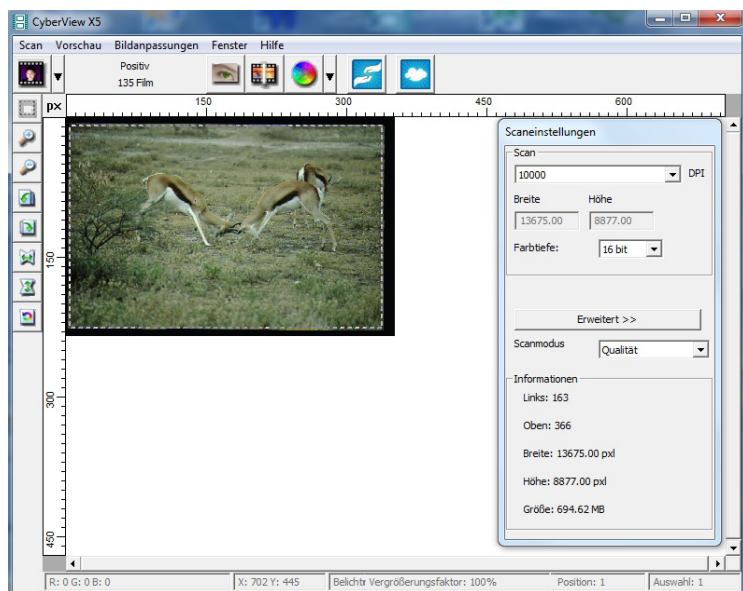 CyberView X5
Scan Vorschau Bildanpassungen Fenster Hilfe
Positiv
135 Film
px 150 300 450 600
150
300
450
Scaneinstellungen
Scan
10000 DPI
Breite Höhe
13675.00 8877.00
Farbtiefe: 16 bit
Erweitert >>
Scanmodus Qualität
Informationen
Links: 163
Oben: 366
Breite: 13675.00 pxl
Höhe: 8877.00 pxl
Größe: 694.62 MB
R: 0 G: 0 B: 0 X: 702 Y: 445 Belichtr Vergrößerungsfaktor: 100% Position: 1 Auswahl: 1